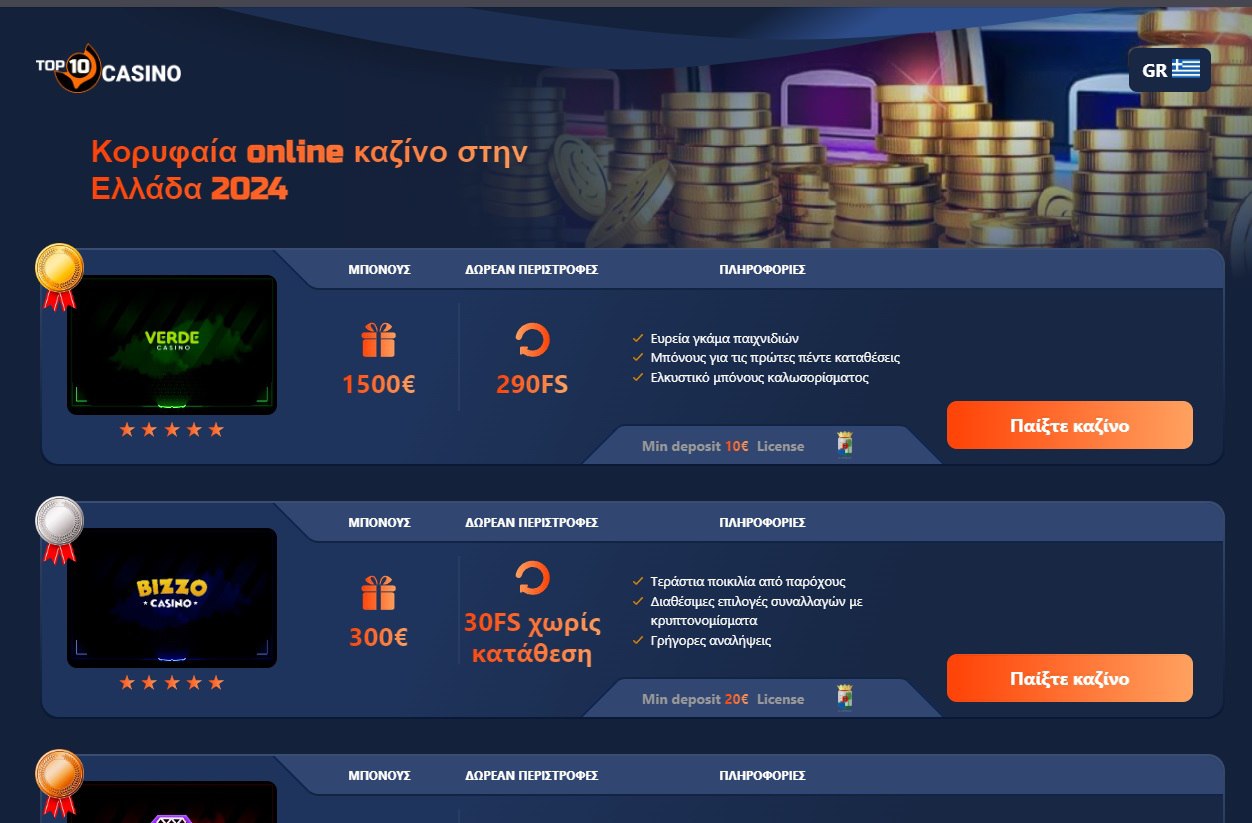 TOP 10 CASINO
GR
Κορυφαία online καζίνο στην
Ελλάδα 2024
ΜΠΟΝΟΥΣ ΔΩΡΕΑΝ ΠΕΡΙΣΤΡΟΦΕΣ ΠΛΗΡΟΦΟΡΙΕΣ
VERDE
CASINO
1500€
290FS
Ευρεία γκάμα παιχνιδιών
Μπόνους για τις πρώτες πέντε καταθέσεις
Ελκυστικό μπόνους καλωσορίσματος
Παίξτε καζίνο
Min deposit 10€ License
ΜΠΟΝΟΥΣ ΔΩΡΕΑΝ ΠΕΡΙΣΤΡΟΦΕΣ ΠΛΗΡΟΦΟΡΙΕΣ
BIZZO
CASINO
300€
30FS χωρίς
κατάθεση
Τεράστια ποικιλία από παρόχους
Διαθέσιμες επιλογές συναλλαγών με
κρυπτονομίσματα
Γρήγορες αναλήψεις
Παίξτε καζίνο
Min deposit 20€ License
ΜΠΟΝΟΥΣ ΔΩΡΕΑΝ ΠΕΡΙΣΤΡΟΦΕΣ ΠΛΗΡΟΦΟΡΙΕΣ